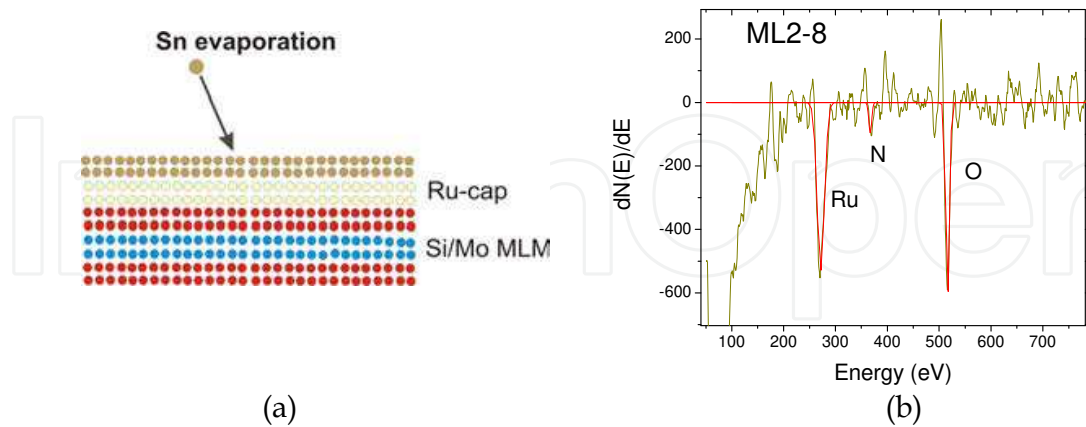 Sn evaporation
Ru-cap
Si/Mo MLM
(a)
ML2-8
200
0
-200
-400
-600
dN(E)/dE
Ru
N
O
100 200 300 400 500 600 700
Energy (eV)
(b)